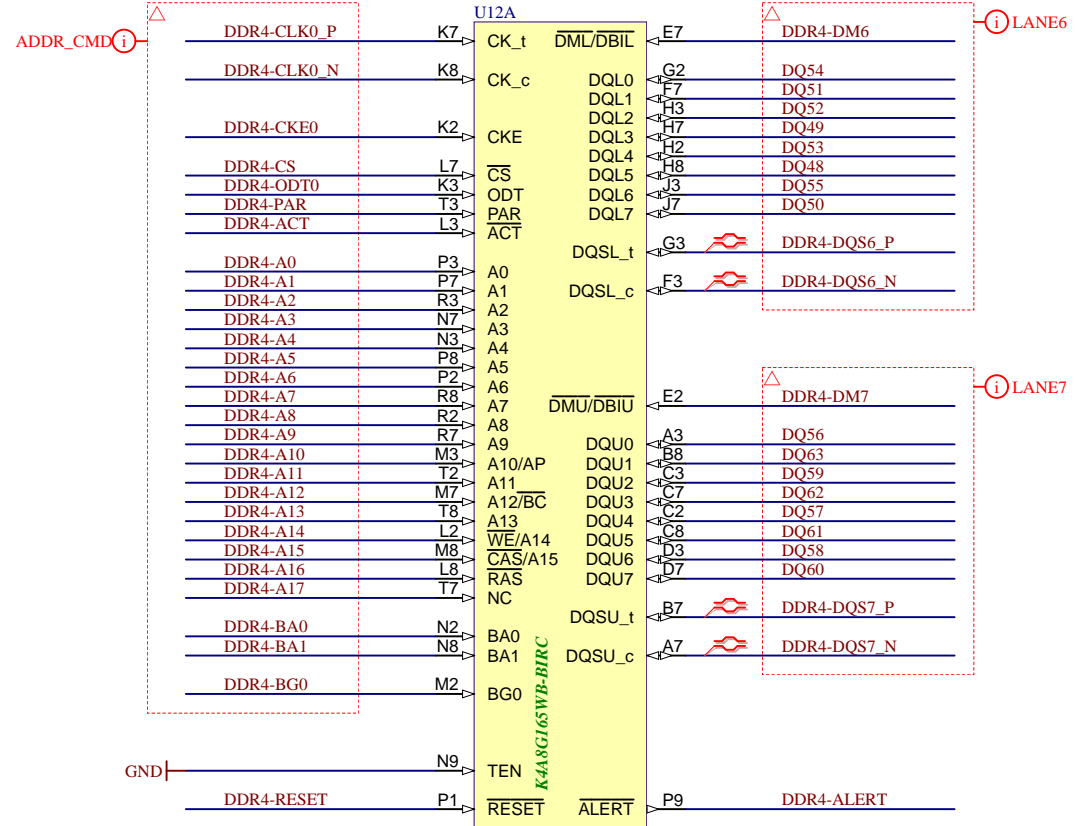 U12A
ADDR_CMD i
DDR4-CLK0_P K7 CK_t
DDR4-CLK0_N K8 CK_c
DDR4-CKE0 K2 CKE
DDR4-CS L7 CS
DDR4-ODT0 K3 ODT
DDR4-PAR T3 PAR
DDR4-ACT L3 ACT
DDR4-A0 P3 A0
DDR4-A1 P7 A1
DDR4-A2 R3 A2
DDR4-A3 N7 A3
DDR4-A4 N3 A4
DDR4-A5 P8 A5
DDR4-A6 P2 A6
DDR4-A7 R8 A7
DDR4-A8 R2 A8
DDR4-A9 R7 A9
DDR4-A10 M3 A10/AP
DDR4-A11 T2 A11
DDR4-A12 M7 A12/BC
DDR4-A13 T8 A13
DDR4-A14 L2 WE/A14
DDR4-A15 M8 CAS/A15
DDR4-A16 L8 RAS
DDR4-A17 T7 NC
DDR4-BA0 N2 BA0
DDR4-BA1 N8 BA1
DDR4-BG0 M2 BG0
GND N9 TEN
DDR4-RESET P1 RESET
K4A8G165WB-BIRC
i LANE6
DML/DBIL E7 DDR4-DM6
DQL0 G2 DQ54
DQL1 F7 DQ51
DQL2 H3 DQ52
DQL3 H7 DQ49
DQL4 H2 DQ53
DQL5 H8 DQ48
DQL6 J3 DQ55
DQL7 J7 DQ50
DQSL_t G3 DDR4-DQS6_P
DQSL_c F3 DDR4-DQS6_N
i LANE7
DMU/DBIU E2 DDR4-DM7
DQU0 A3 DQ56
DQU1 B8 DQ63
DQU2 C3 DQ59
DQU3 C7 DQ62
DQU4 C2 DQ57
DQU5 C8 DQ61
DQU6 D3 DQ58
DQU7 D7 DQ60
DQSU_t B7 DDR4-DQS7_P
DQSU_c A7 DDR4-DQS7_N
ALERT P9 DDR4-ALERT